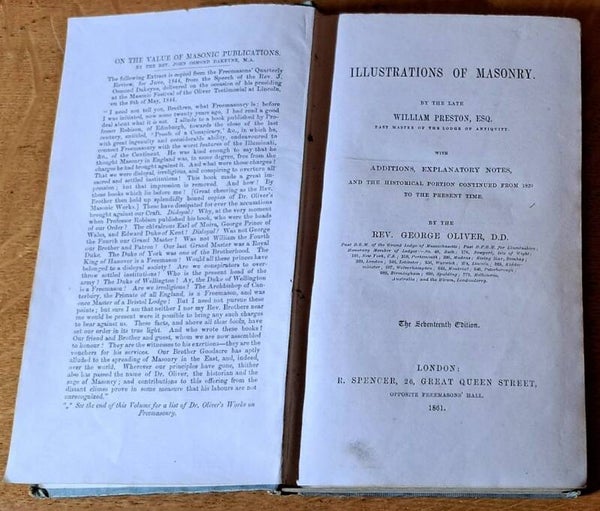 ON THE VALUE OF MASONIC PUBLICATIONS.
BY THE REV. JOHN OSMOND DAKEYNE, M.A.
The following Extract is copied from the Freemasons' Quarterly
Review, for June, 1844, from the Speech of the Rev. J.
Osmond Dakeyne, delivered on the occasion of his presiding
at the Masonic Festival of the Oliver Testimonial at Lincoln,
on the 9th of May, 1844.
"I need not tell you, Brethren, what Freemasonry is: before
I was initiated, now some twenty years ago, I had read a good
deal about what it is not. I allude to a book published by Pro-
fessor Robison, of Edinburgh, towards the close of the last
century, entitled, "Proofs of a Conspiracy," &c., in which he,
with great ingenuity and considerable ability, endeavoured to
connect Freemasonry with the worst features of the Illuminati,
&c., of the Continent. He was kind enough to say that he
thought Masonry in England was, in some degree, free from the
charges he had brought against it. And what were those charges?
That we were disloyal, irreligious, and conspiring to overturn all
sacred and settled institutions! This book made a great im-
pression; but that impression is removed. And how? By
these books which lie before me! [Great cheering as the Rev.
Brother then held up splendidly bound copies of Dr. Oliver's
Masonic Works.] These have dissipated for ever the accusations
brought against our Craft. Disloyal! Why, at the very moment
when Professor Robison published his book, who were the heads
of our Order? The chivalrous Earl of Moira, George Prince of
Wales, and Edward Duke of Kent! Disloyal! Was not George
the Fourth our Grand Master? Was not William the Fourth
our Brother and Patron? Our last Grand Master was a Royal
Duke. The Duke of York was one of the Brotherhood. The
King of Hanover is a Freemason! Would all these princes have
belonged to a disloyal society? Are we conspirators to over-
throw settled institutions? Who is the present head of the
army? The Duke of Wellington! Ay, the Duke of Wellington
is a Freemason! Are we irreligious? The Archbishop of Can-
terbury, the Primate of all England, is a Freemason, and was
once Master of a Bristol Lodge! But I need not pursue these
points; but sure I am that neither I nor my Rev. Brothers near
me would be present were it possible to bring any such charges
to bear against us. These facts, and above all these books, have
set our order in its true light. And who wrote these books?
Our friend and Brother and guest, whom we are now assembled
to honour! They are the witnesses to his exertions—they are the
vouchers for his services. Our Brother Goodacre has aptly
alluded to the spreading of Masonry in the East, and, indeed,
over the world. Wherever our principles have gone, thither
also has passed the name of Dr. Oliver, the historian and the
sage of Masonry; and contributions to this offering from the
distant climes prove in some measure that his labours are not
unrecognized."
"*" See the end of this Volume for a list of Dr. Oliver's Works on
Freemasonry.
ILLUSTRATIONS OF MASONRY.
BY THE LATE
WILLIAM PRESTON, ESQ.
PAST MASTER OF THE LODGE OF ANTIQUITY.
WITH
ADDITIONS, EXPLANATORY NOTES,
AND THE HISTORICAL PORTION CONTINUED FROM 1820
TO THE PRESENT TIME,
BY THE
REV. GEORGE OLIVER, D.D.
Past D.G.M. of the Grand Lodge of Massachusetts; Past D.P.G.M. for Lincolnshire;
Honorary Member of Lodges
The Seventeenth Edition.
LONDON:
R. SPENCER, 26, GREAT QUEEN STREET,
OPPOSITE FREEMASONS' HALL.
1861.